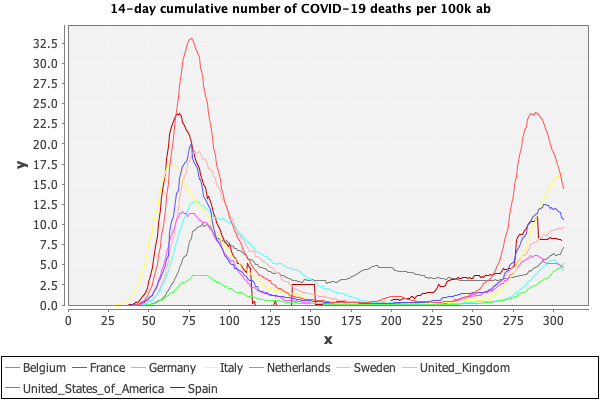 14-day cumulative number of COVID-19 deaths per 100k ab
32.5
30.0
27.5
25.0
22.5
20.0
17.5
15.0
12.5
10.0
7.5
5.0
2.5
0.0
y
0 25 50 75 100 125 150 175 200 225 250 275 300
x
Belgium France Germany Italy Netherlands Sweden United_Kingdom
United_States_of_America Spain